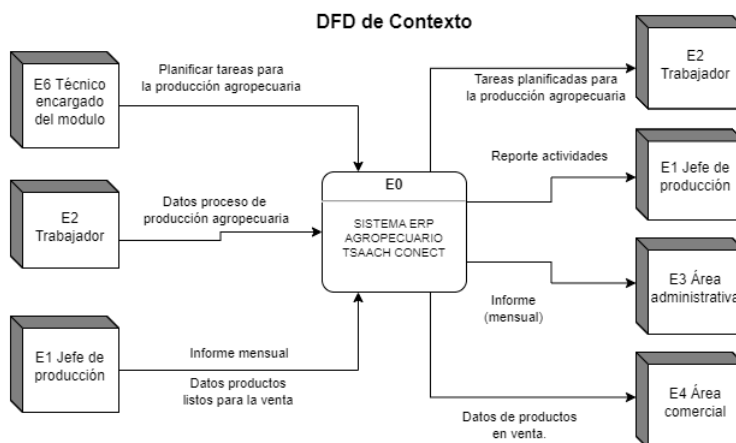 DFD de Contexto
E6 Técnico
encargado
del modulo
Planificar tareas para
la producción agropecuaria
Tareas planificadas para
la producción agropecuaria
E2
Trabajador
E2
Trabajador
Datos proceso de
producción agropecuaria
E0
SISTEMA ERP
AGROPECUARIO
TSAACH CONECT
Reporte actividades
E1 Jefe de
producción
Informe
(mensual)
E3 Área
administrativa
E1 Jefe de
producción
Informe mensual
Datos productos
listos para la venta
Datos de productos
en venta.
E4 Área
comercial